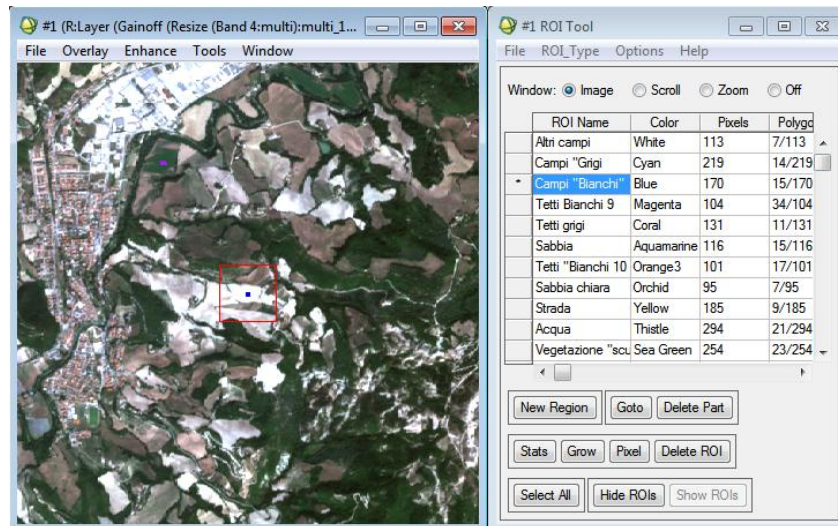 #1 (R:Layer (Gainoff (Resize (Band 4:multi):multi_1...
File Overlay Enhance Tools Window
#1 ROI Tool
File ROI_Type Options Help
Window: Image Scroll Zoom Off
ROI Name Color Pixels Polygo
Altri campi White 113 7/113
Campi "Grigi Cyan 219 14/219
* Campi "Bianchi" Blue 170 15/170
Tetti Bianchi 9 Magenta 104 34/104
Tetti grigi Coral 131 11/131
Sabbia Aquamarine 116 15/116
Tetti "Bianchi 10 Orange3 101 17/101
Sabbia chiara Orchid 95 7/95
Strada Yellow 185 9/185
Acqua Thistle 294 21/294
Vegetazione "scu Sea Green 254 23/254
New Region Goto Delete Part
Stats Grow Pixel Delete ROI
Select All Hide ROIs Show ROIs